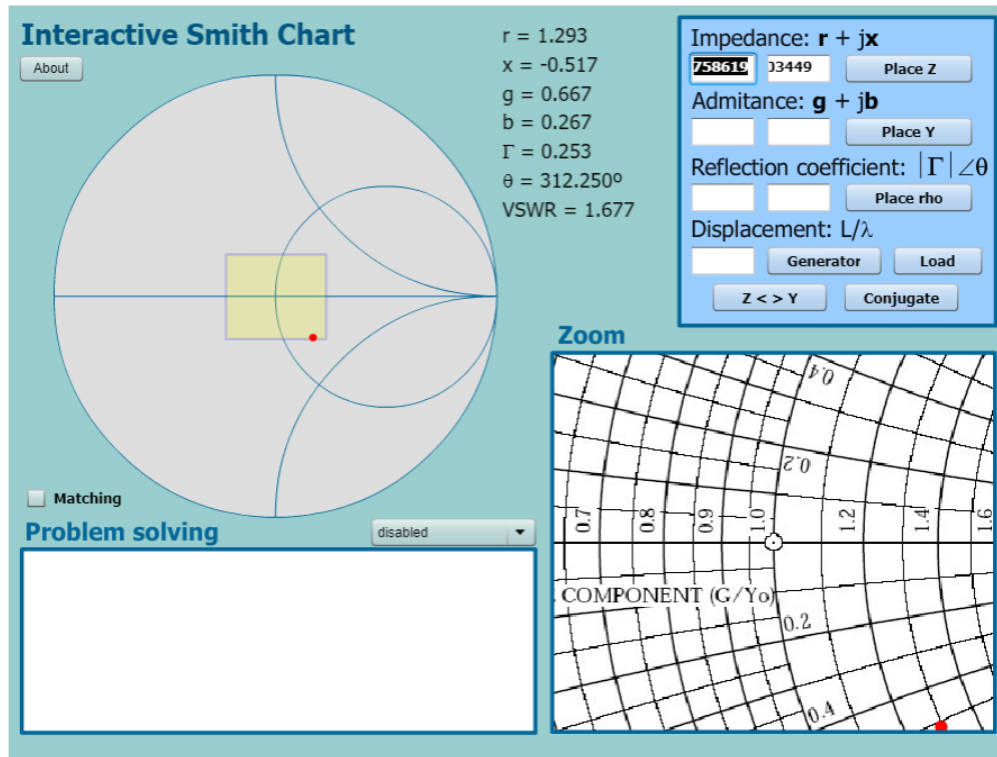 Interactive Smith Chart
About
r = 1.293
x = -0.517
g = 0.667
b = 0.267
Γ = 0.253
θ = 312.250º
VSWR = 1.677
Impedance: r + jx
758619 03449 Place Z
Admitance: g + jb
Place Y
Reflection coefficient: |Γ|∠θ
Place rho
Displacement: L/λ
Generator Load
Z < > Y Conjugate
Matching
Problem solving
disabled
Zoom
0.4
0.2
0.7 0.8 0.9 1.0 1.2 1.4 1.6
COMPONENT (G/Yo)
0.2
0.4